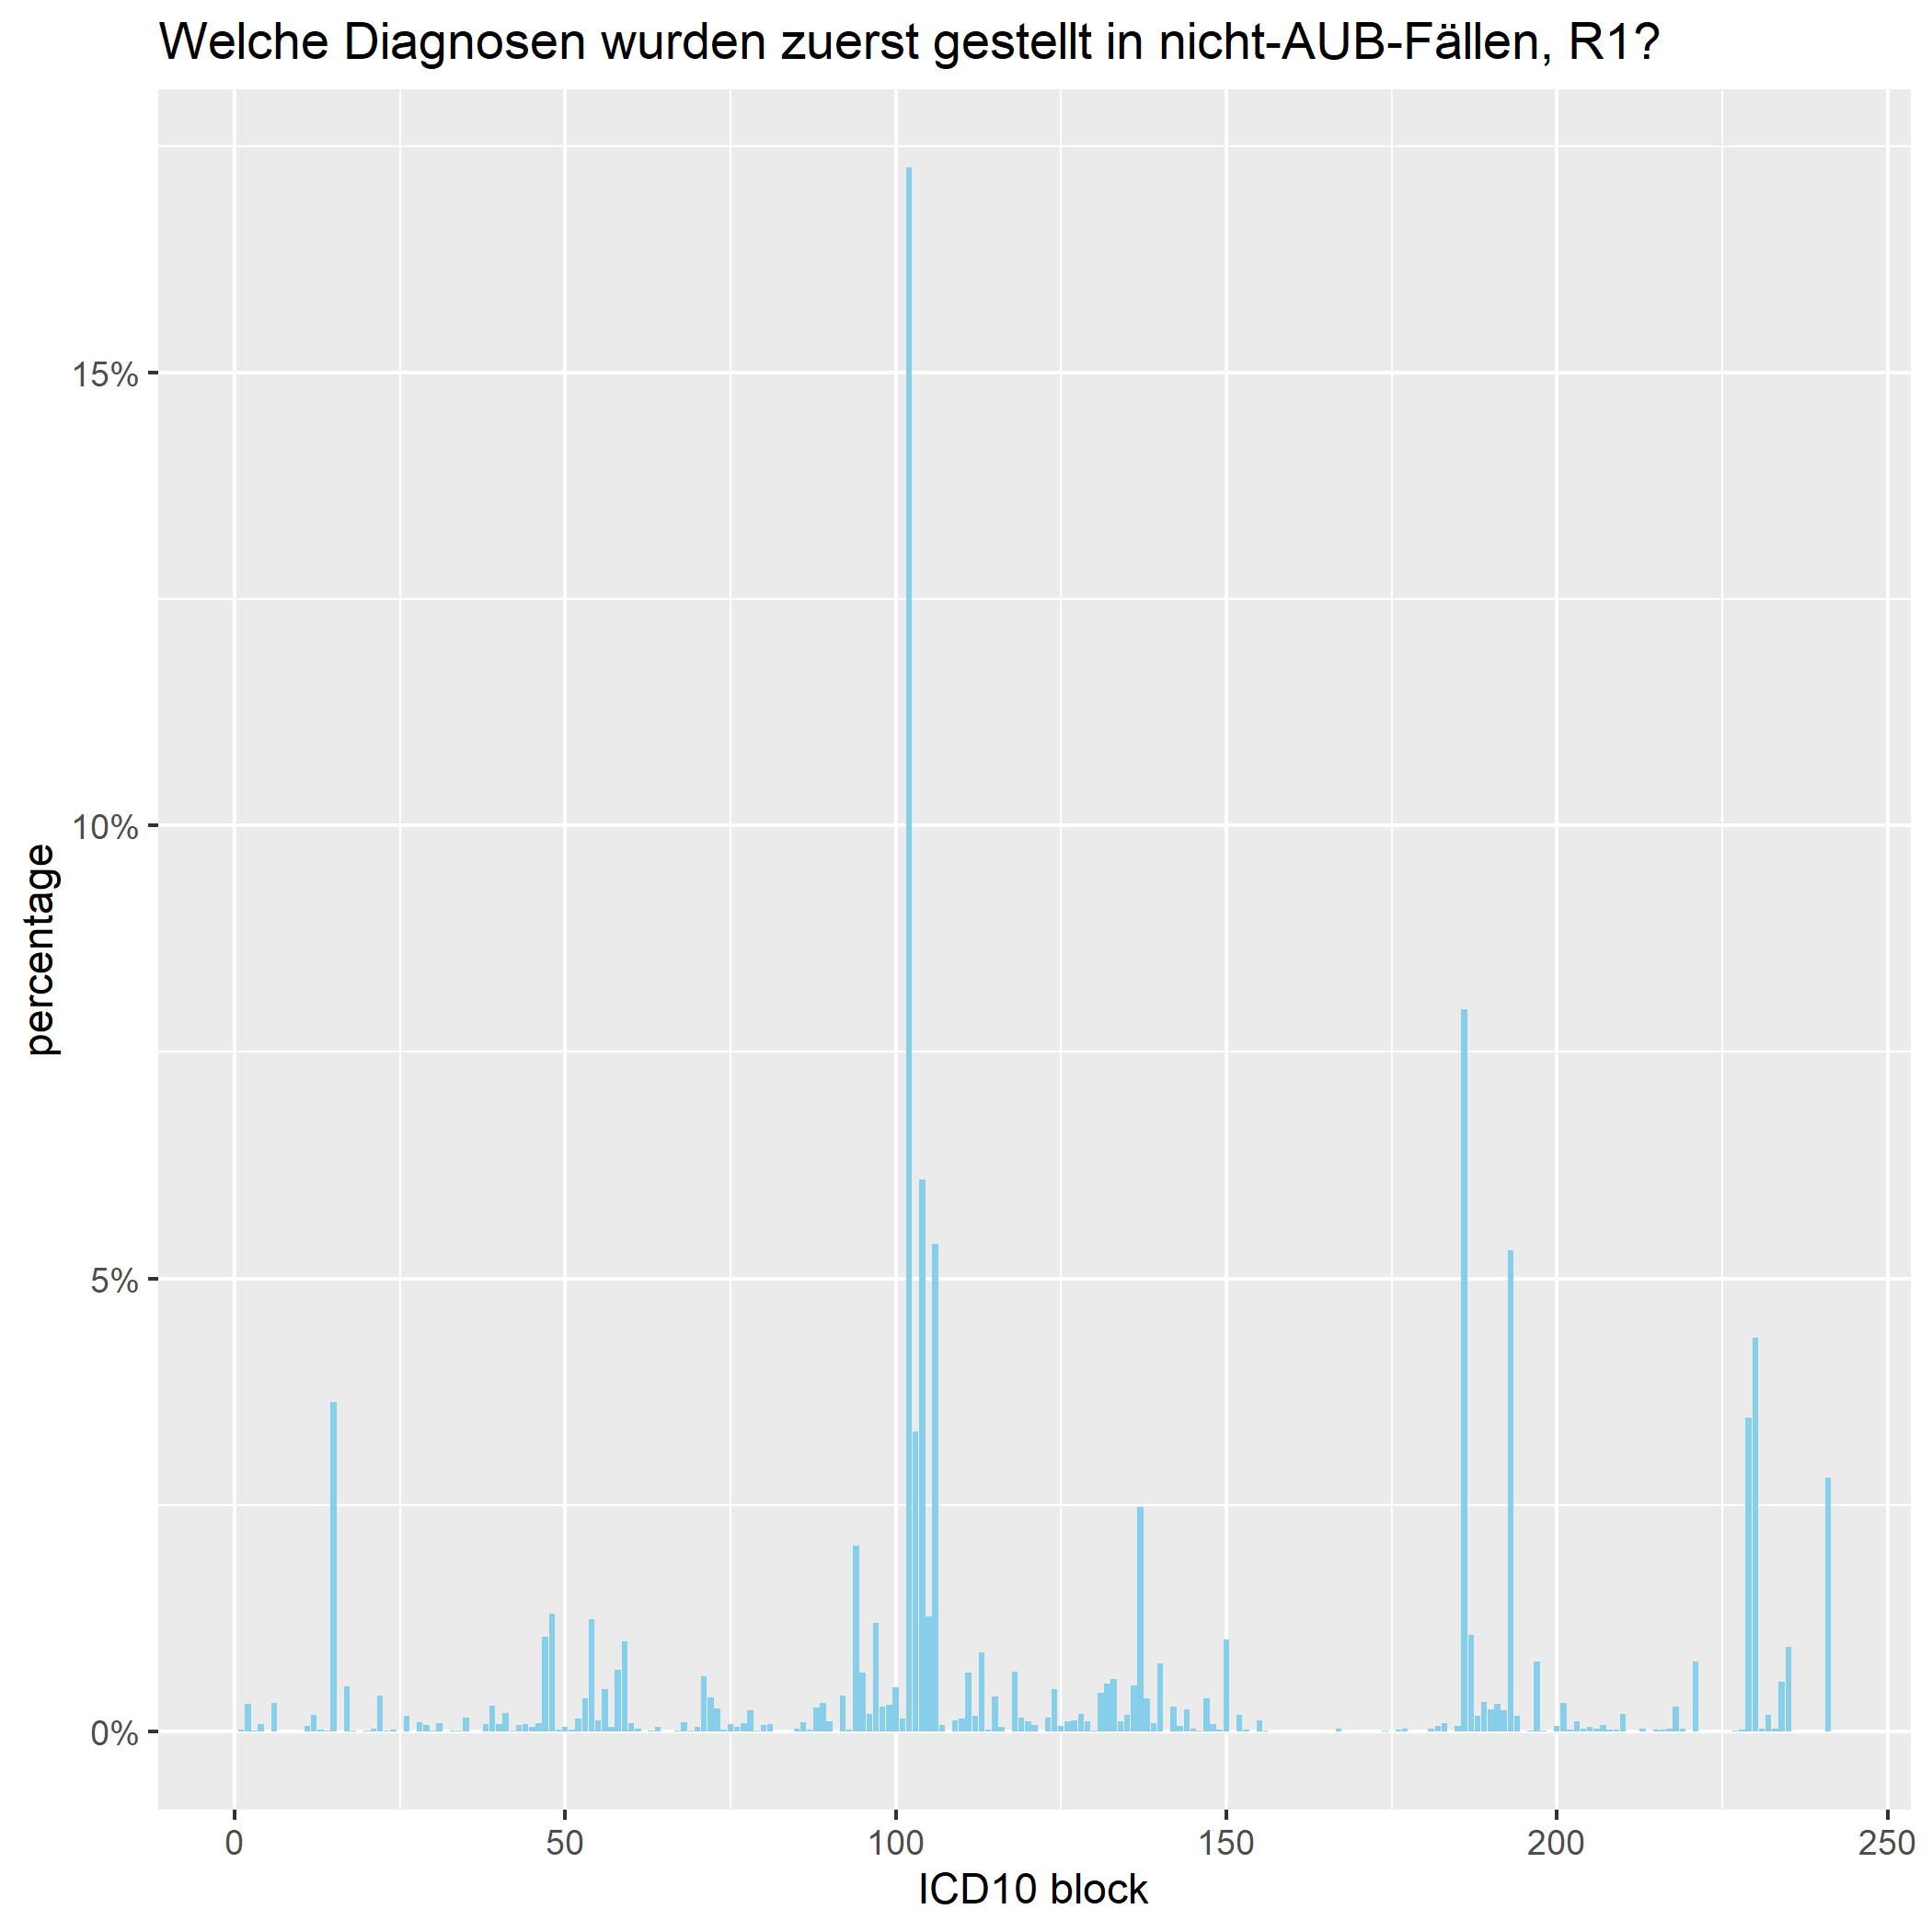 Welche Diagnosen wurden zuerst gestellt in nicht-AUB-Fällen, R1?
15%
10%
5%
0%
percentage
0 50 100 150 200 250
ICD10 block